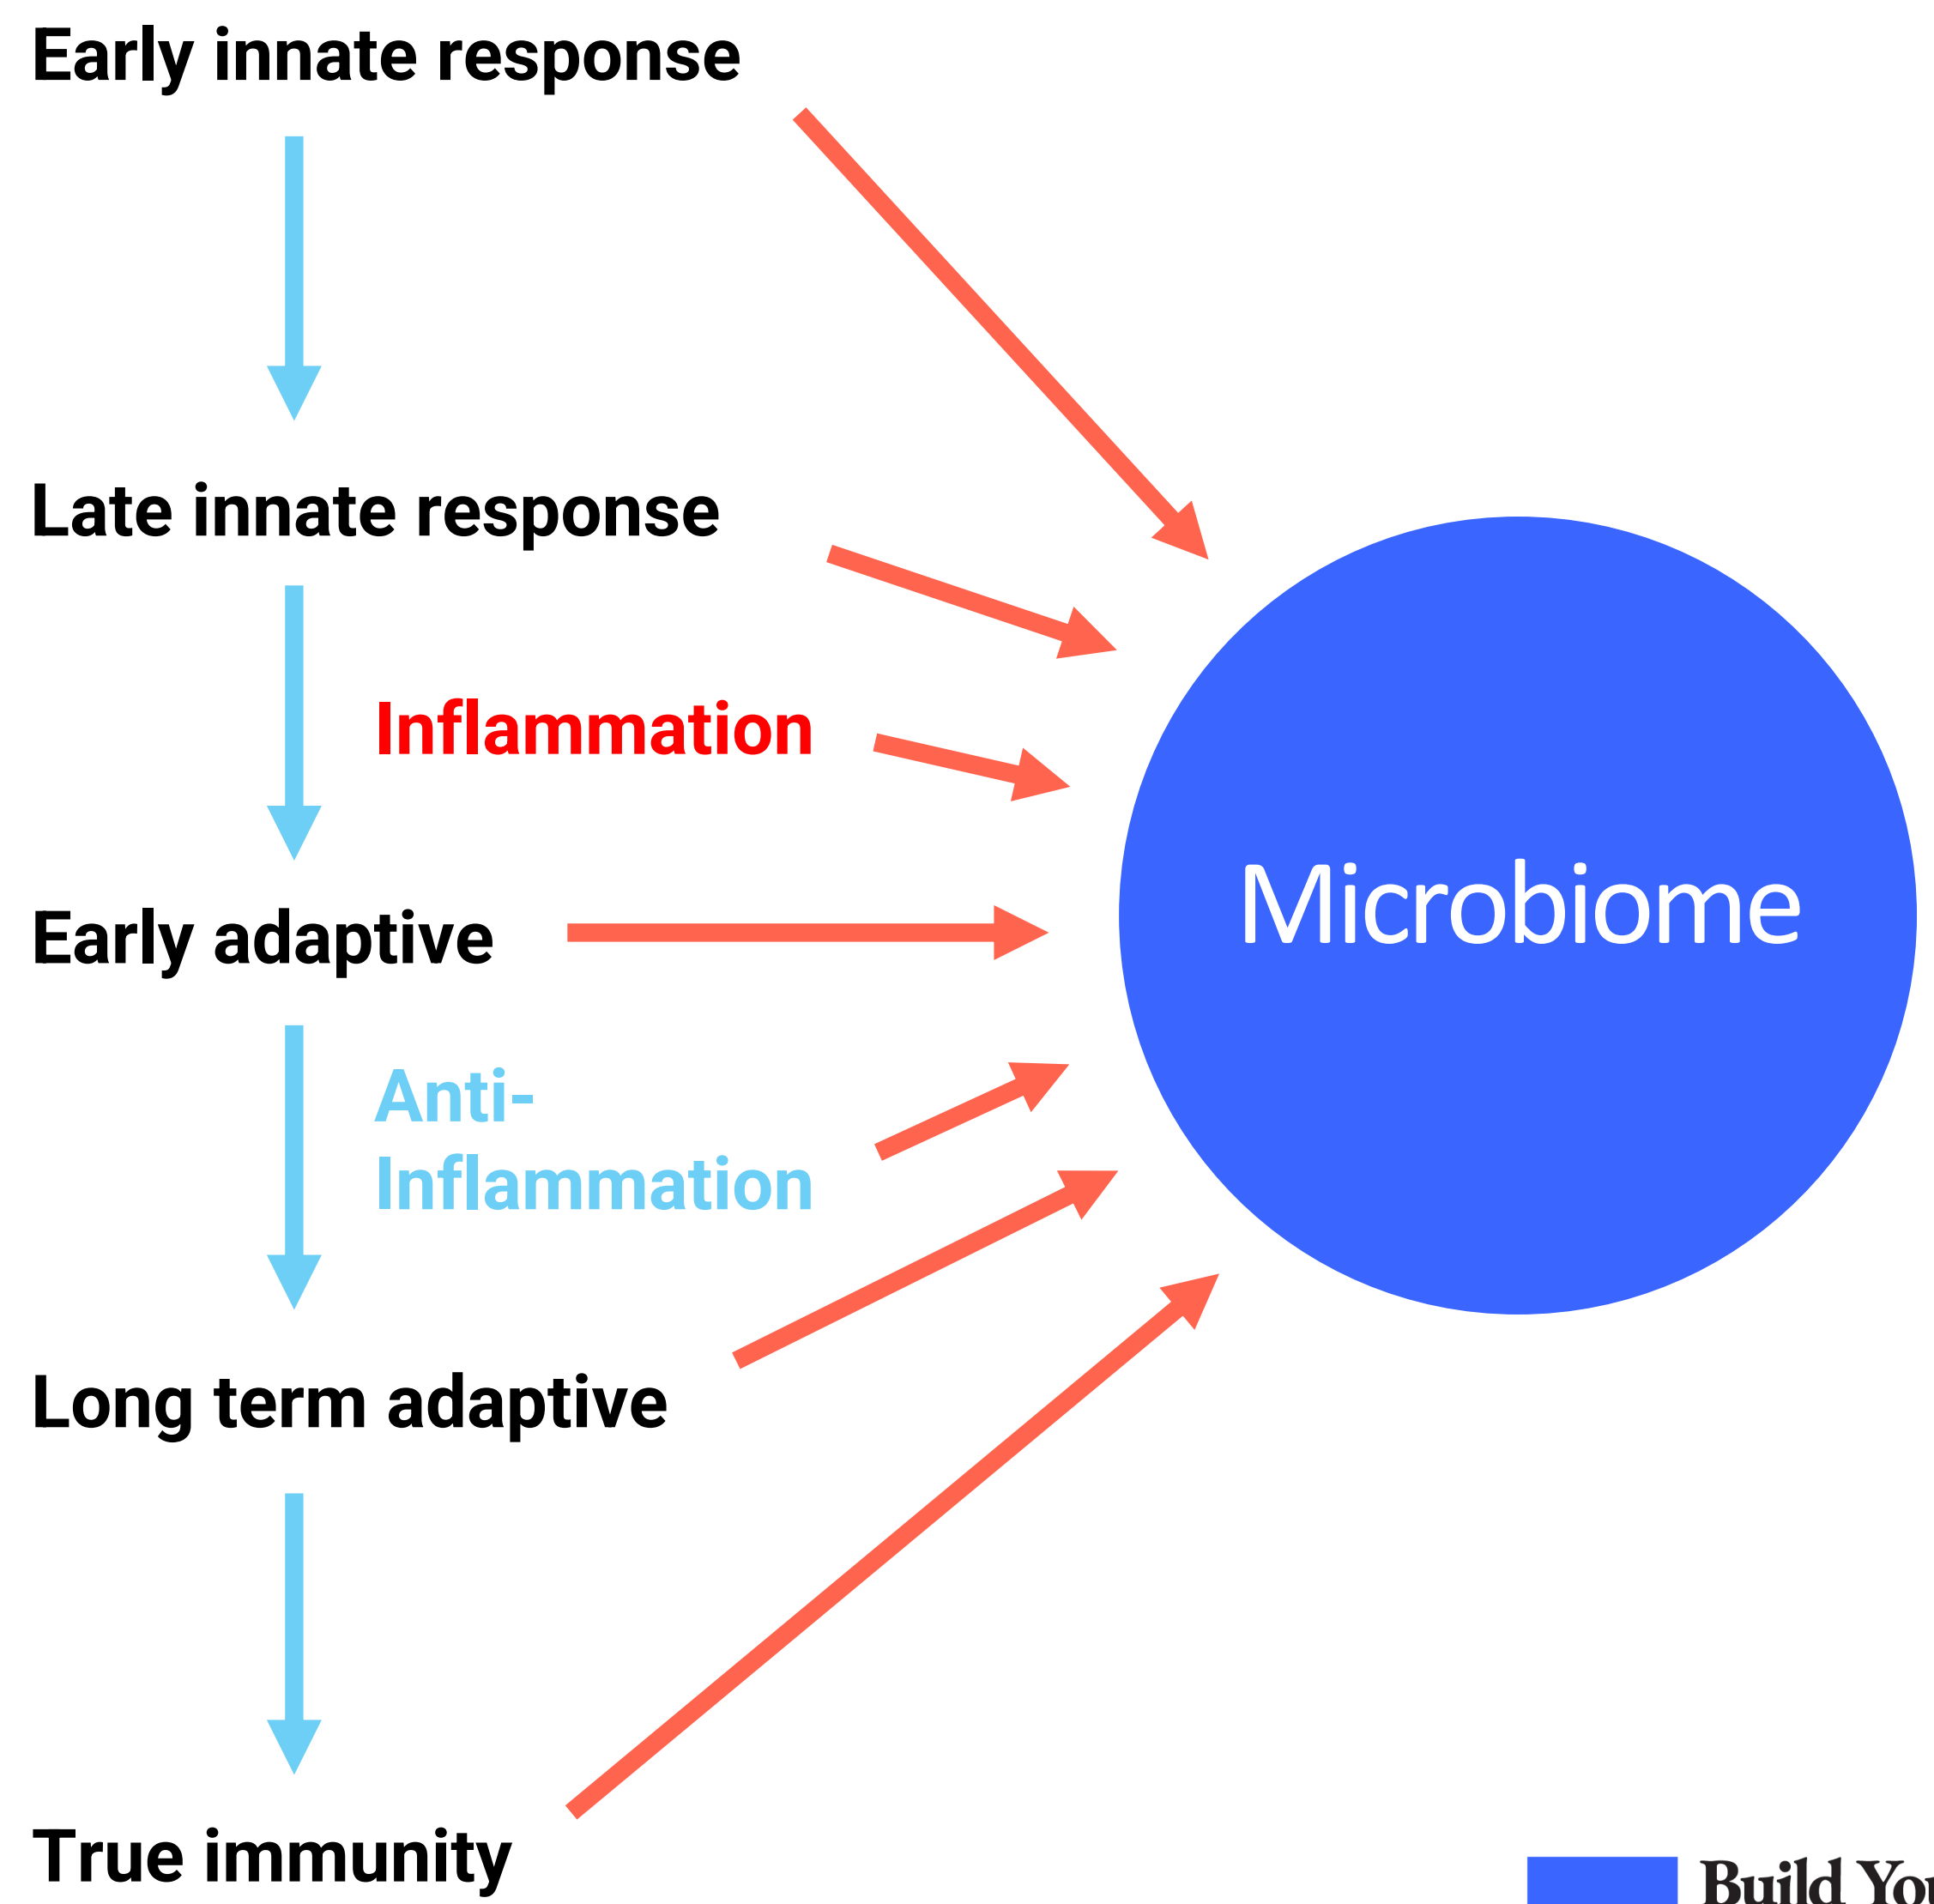 Early innate response
Late innate response
Inflammation
Early adaptive
Microbiome
Anti-
Inflammation
Long term adaptive
True immunity
Build